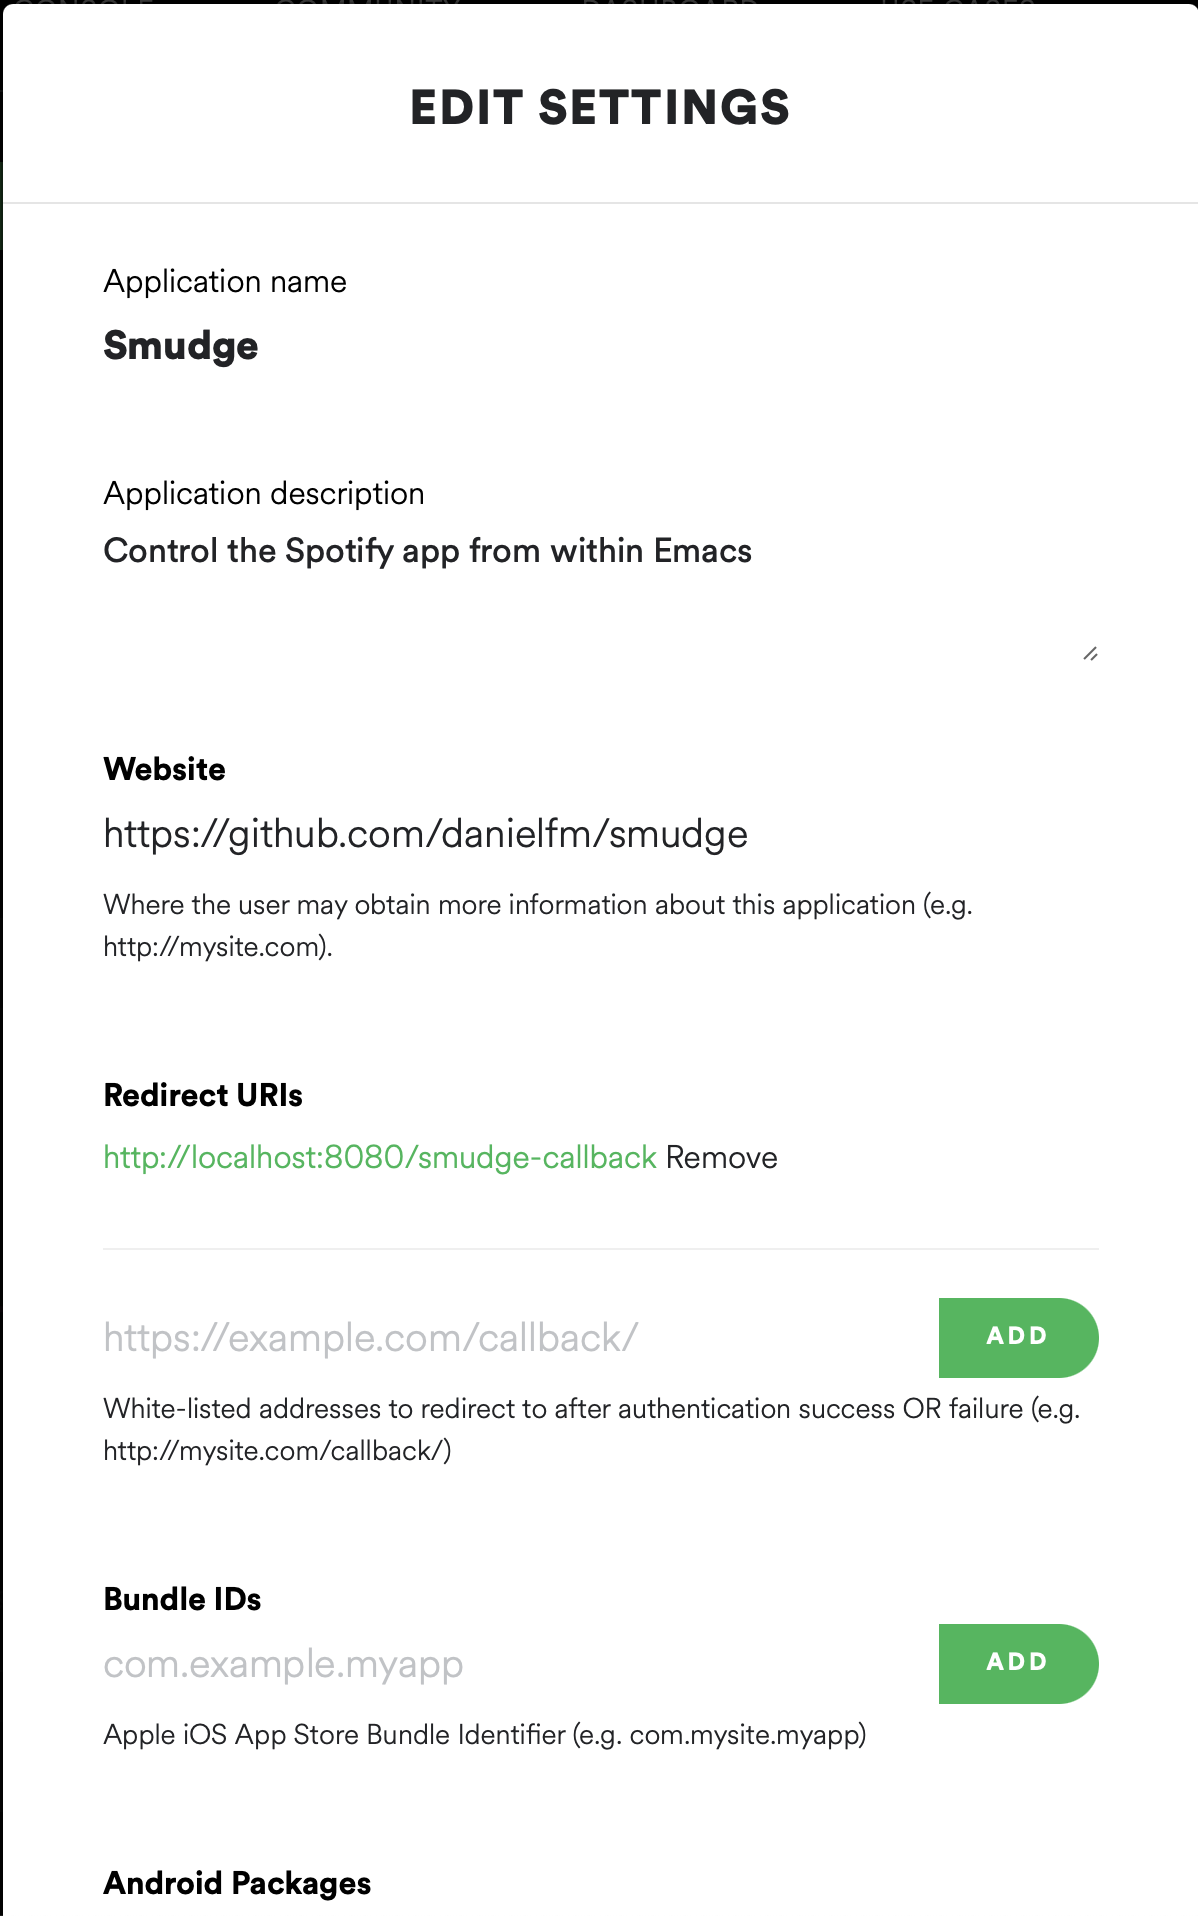 EDIT SETTINGS
Application name
Smudge
Application description
Control the Spotify app from within Emacs
Website
https://github.com/danielfm/smudge
Where the user may obtain more information about this application (e.g.
http://mysite.com).
Redirect URIs
http://localhost:8080/smudge-callback Remove
https://example.com/callback/ ADD
White-listed addresses to redirect to after authentication success OR failure (e.g.
http://mysite.com/callback/)
Bundle IDs
com.example.myapp ADD
Apple iOS App Store Bundle Identifier (e.g. com.mysite.myapp)
Android Packages